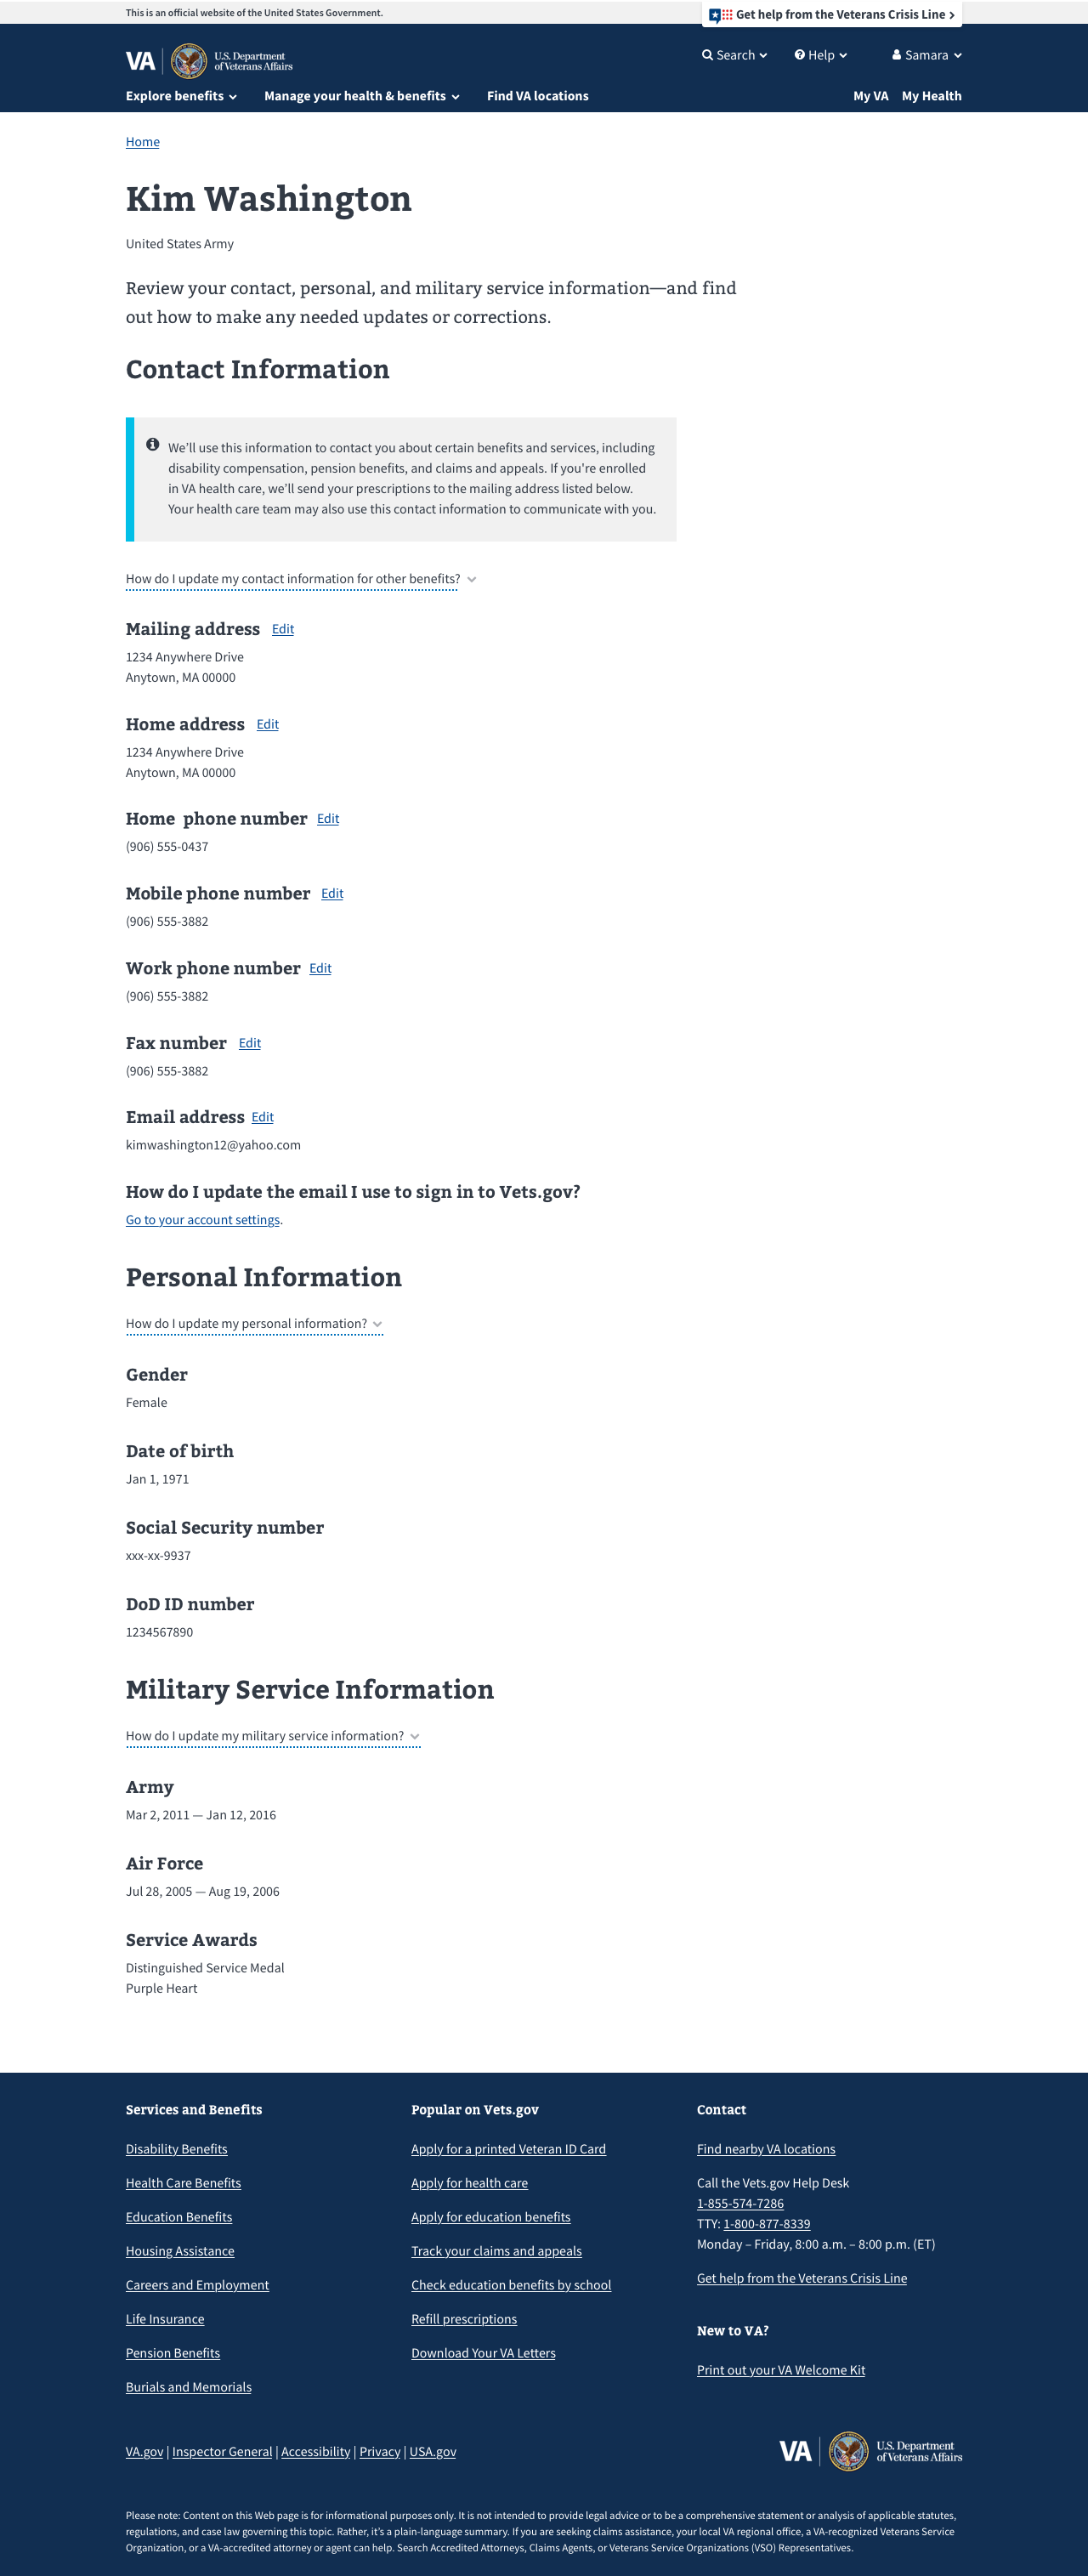 This is an official website of the United States Government.
Get help from the Veterans Crisis Line
VA
U.S. Department
of Veterans Affairs
Search
Help
Samara
Explore benefits
Manage your health & benefits
Find VA locations
My VA
My Health
Home
Kim Washington
United States Army
Review your contact, personal, and military service information—and find
out how to make any needed updates or corrections.
Contact Information
We’ll use this information to contact you about certain benefits and services, including
disability compensation, pension benefits, and claims and appeals. If you're enrolled
in VA health care, we’ll send your prescriptions to the mailing address listed below.
Your health care team may also use this contact information to communicate with you.
How do I update my contact information for other benefits?
Mailing address Edit
1234 Anywhere Drive
Anytown, MA 00000
Home address Edit
1234 Anywhere Drive
Anytown, MA 00000
Home phone number Edit
(906) 555-0437
Mobile phone number Edit
(906) 555-3882
Work phone number Edit
(906) 555-3882
Fax number Edit
(906) 555-3882
Email address Edit
kimwashington12@yahoo.com
How do I update the email I use to sign in to Vets.gov?
Go to your account settings.
Personal Information
How do I update my personal information?
Gender
Female
Date of birth
Jan 1, 1971
Social Security number
xxx-xx-9937
DoD ID number
1234567890
Military Service Information
How do I update my military service information?
Army
Mar 2, 2011 — Jan 12, 2016
Air Force
Jul 28, 2005 — Aug 19, 2006
Service Awards
Distinguished Service Medal
Purple Heart
Services and Benefits
Disability Benefits
Health Care Benefits
Education Benefits
Housing Assistance
Careers and Employment
Life Insurance
Pension Benefits
Burials and Memorials
Popular on Vets.gov
Apply for a printed Veteran ID Card
Apply for health care
Apply for education benefits
Track your claims and appeals
Check education benefits by school
Refill prescriptions
Download Your VA Letters
Contact
Find nearby VA locations
Call the Vets.gov Help Desk
1-855-574-7286
TTY: 1-800-877-8339
Monday – Friday, 8:00 a.m. – 8:00 p.m. (ET)
Get help from the Veterans Crisis Line
New to VA?
Print out your VA Welcome Kit
VA.gov | Inspector General | Accessibility | Privacy | USA.gov
VA
U.S. Department
of Veterans Affairs
Please note: Content on this Web page is for informational purposes only. It is not intended to provide legal advice or to be a comprehensive statement or analysis of applicable statutes,
regulations, and case law governing this topic. Rather, it’s a plain-language summary. If you are seeking claims assistance, your local VA regional office, a VA-recognized Veterans Service
Organization, or a VA-accredited attorney or agent can help. Search Accredited Attorneys, Claims Agents, or Veterans Service Organizations (VSO) Representatives.